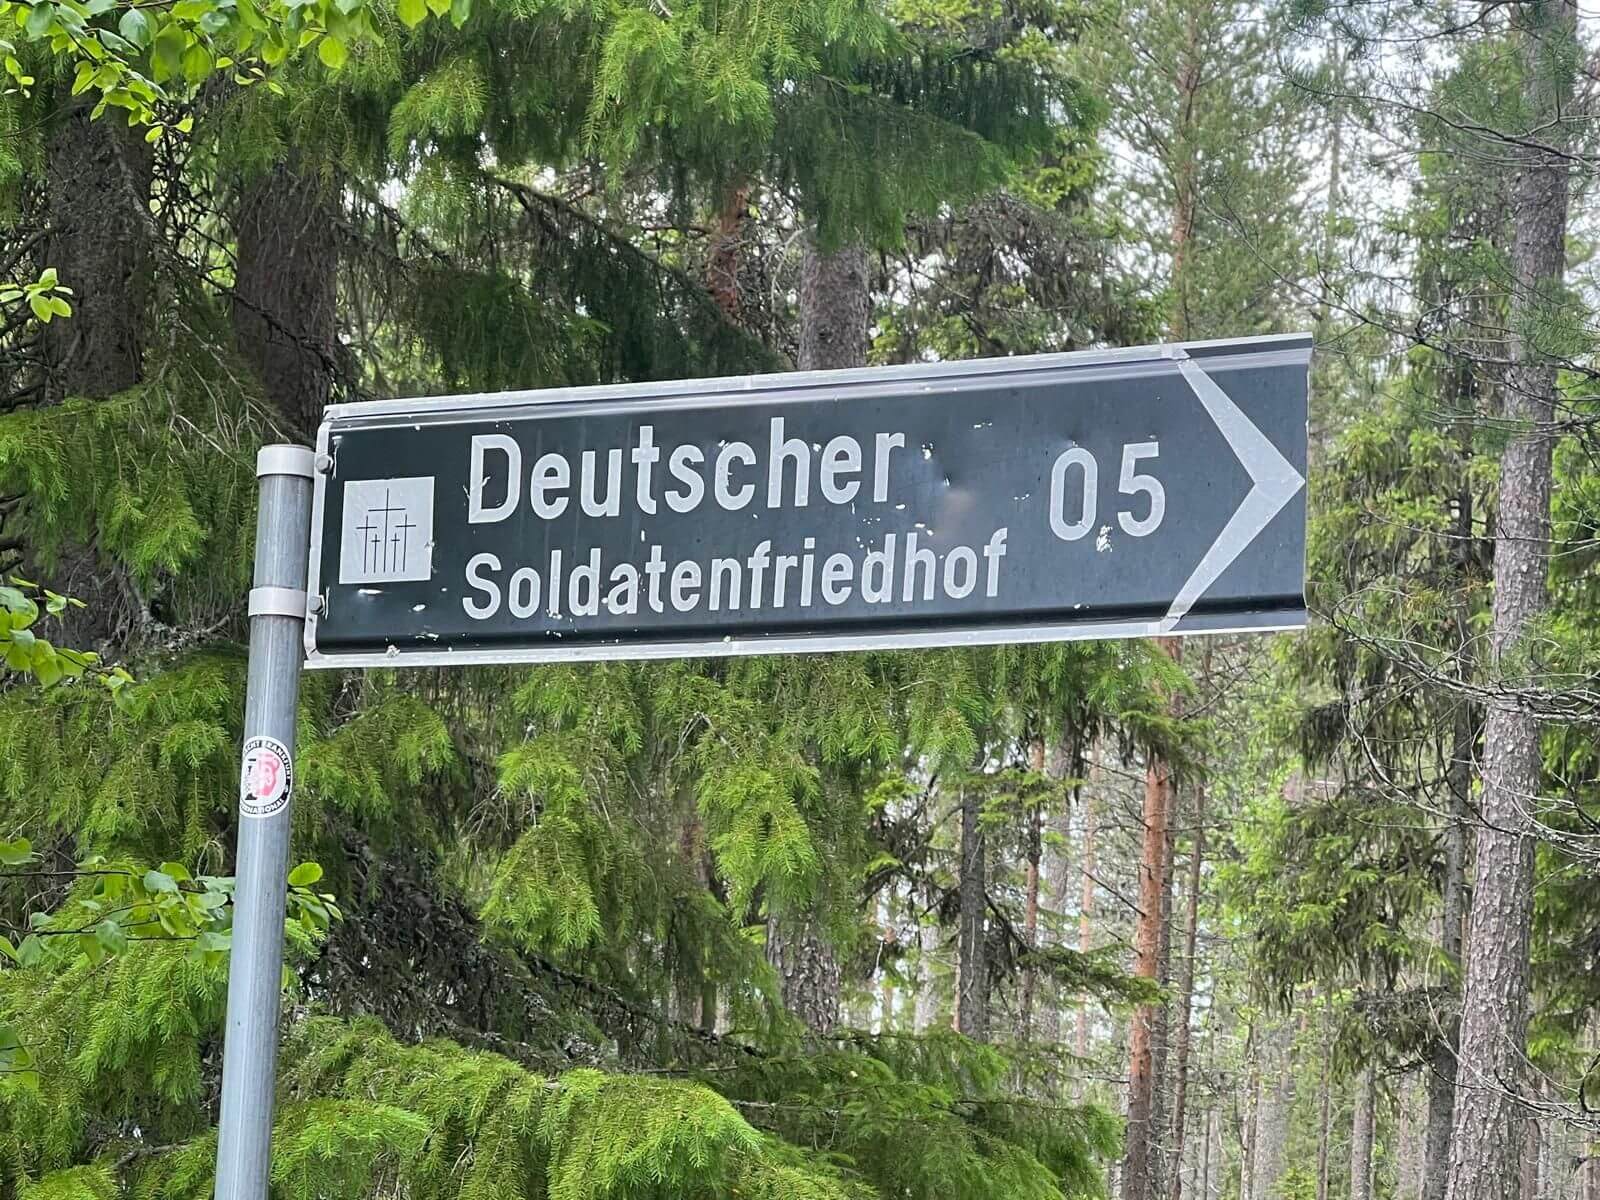 Deutscher
Soldatenfriedhof
0,5